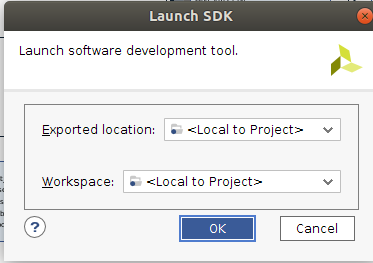 Launch SDK
Launch software development tool.
Exported location: <Local to Project>
Workspace: <Local to Project>
? OK Cancel